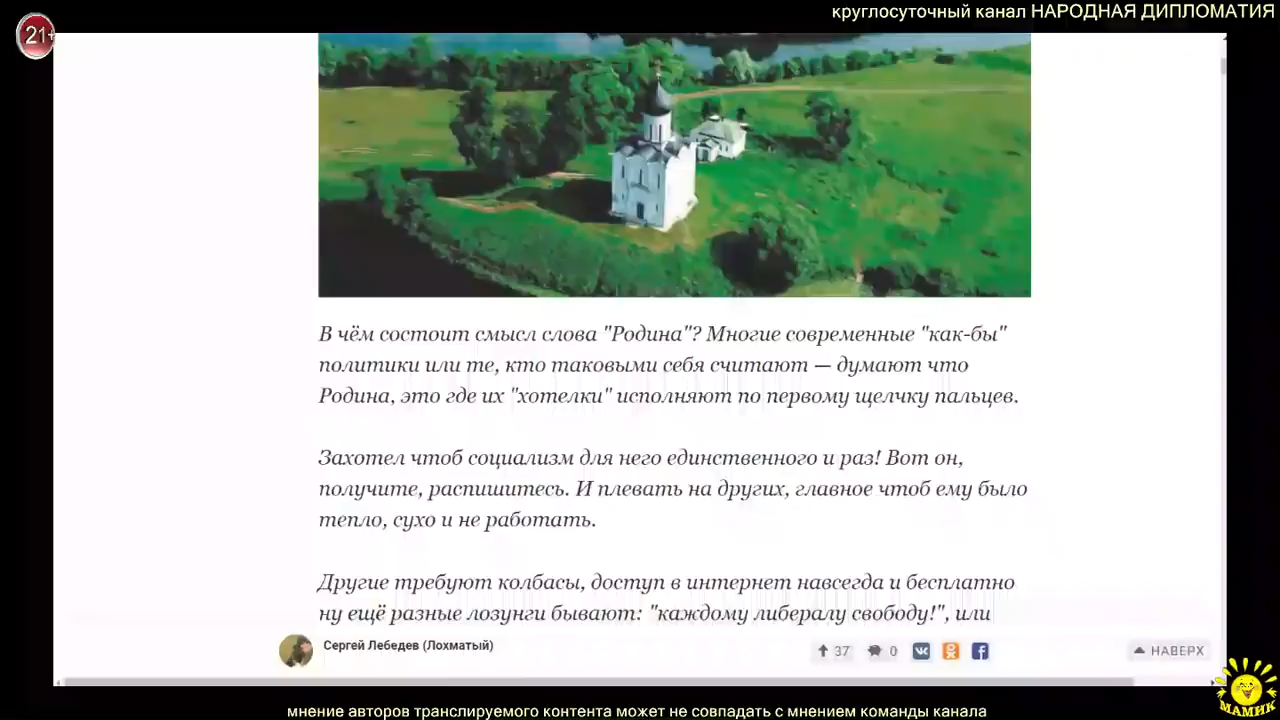 круглосуточный канал НАРОДНАЯ ДИПЛОМАТИЯ
21+
В чём состоит смысл слова "Родина"? Многие современные "как-бы"
политики или те, кто таковыми себя считают — думают что
Родина, это где их "хотелки" исполняют по первому щелчку пальцев.
Захотел чтоб социализм для него единственного и раз! Вот он,
получите, распишитесь. И плевать на других, главное чтоб ему было
тепло, сухо и не работать.
Другие требуют колбасы, доступ в интернет навсегда и бесплатно
ну ещё разные лозунги бывают: "каждому либералу свободу!", или
Сергей Лебедев (Лохматый)
37
0
НАВЕРХ
МАМИК
мнение авторов транслируемого контента может не совпадать с мнением команды канала